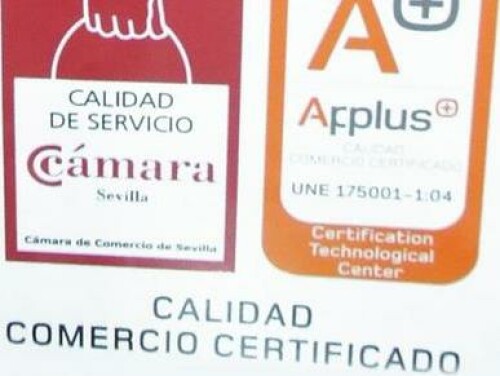 CALIDAD
DE SERVICIO
Cámara
Sevilla
Cámara de Comercio de Sevilla
A+
Applus+
CALIDAD
COMERCIO CERTIFICADO
UNE 175001-1:04
Certification
Technological
Center
CALIDAD
COMERCIO CERTIFICADO